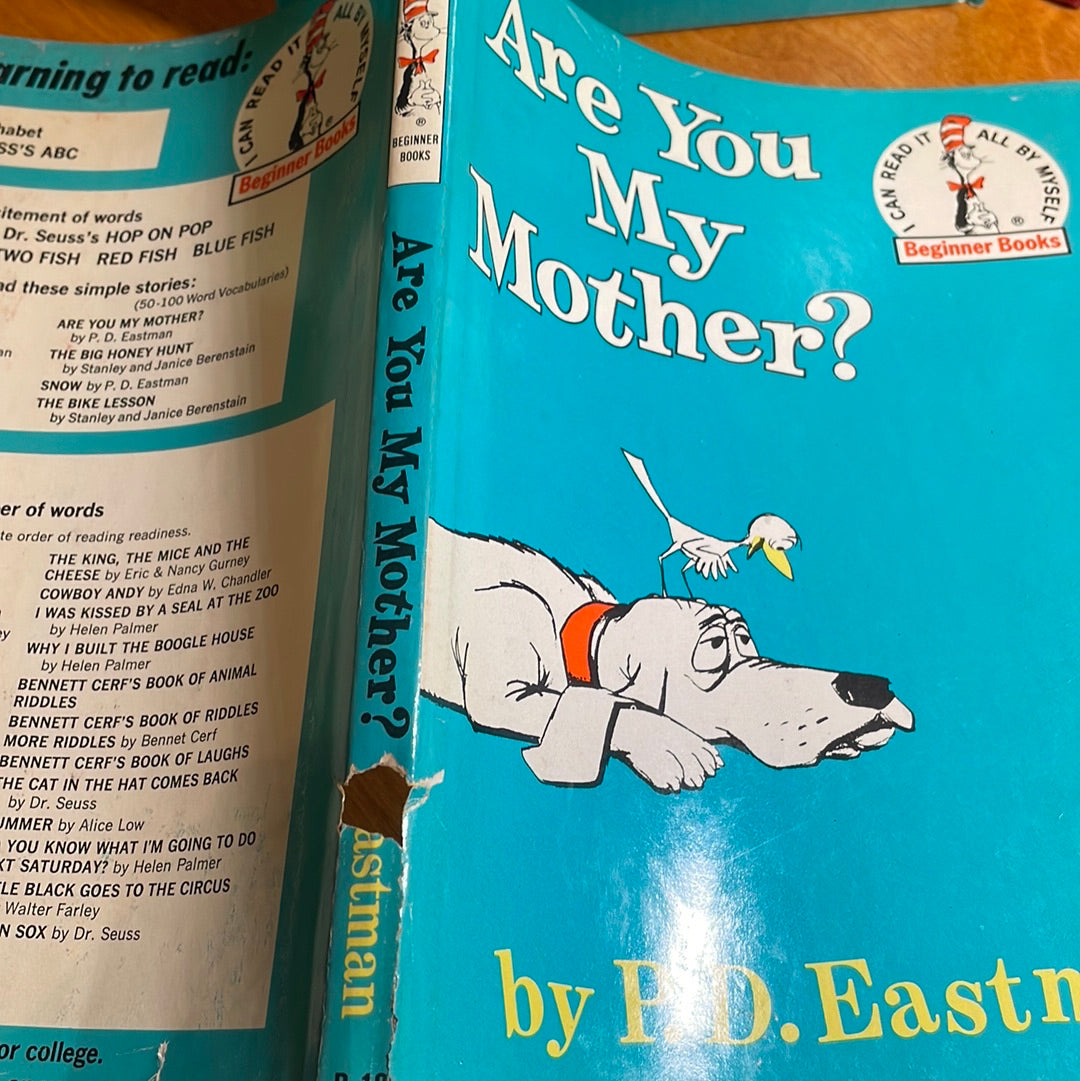 arning to read:
I CAN READ IT ALL BY MYSELF
Beginner Books
habet
SS'S ABC
itement of words
Dr. Seuss's HOP ON POP
TWO FISH RED FISH BLUE FISH
ad these simple stories:
(50-100 Word Vocabularies)
ARE YOU MY MOTHER?
by P. D. Eastman
an
THE BIG HONEY HUNT
by Stanley and Janice Berenstain
SNOW by P. D. Eastman
THE BIKE LESSON
by Stanley and Janice Berenstain
er of words
te order of reading readiness.
THE KING, THE MICE AND THE
CHEESE by Eric & Nancy Gurney
COWBOY ANDY by Edna W. Chandler
I WAS KISSED BY A SEAL AT THE ZOO
ey
by Helen Palmer
WHY I BUILT THE BOOGLE HOUSE
by Helen Palmer
BENNETT CERF'S BOOK OF ANIMAL
RIDDLES
BENNETT CERF'S BOOK OF RIDDLES
MORE RIDDLES by Bennet Cerf
BENNETT CERF'S BOOK OF LAUGHS
THE CAT IN THE HAT COMES BACK
by Dr. Seuss
UMMER by Alice Low
YOU KNOW WHAT I'M GOING TO DO
XT SATURDAY? by Helen Palmer
LE BLACK GOES TO THE CIRCUS
Walter Farley
N SOX by Dr. Seuss
or college.
®
BEGINNER
BOOKS
Are You My Mother?
astman
Are You
My
Mother?
I CAN READ IT ALL BY MYSELF
®
Beginner Books
by P. D. Eastm